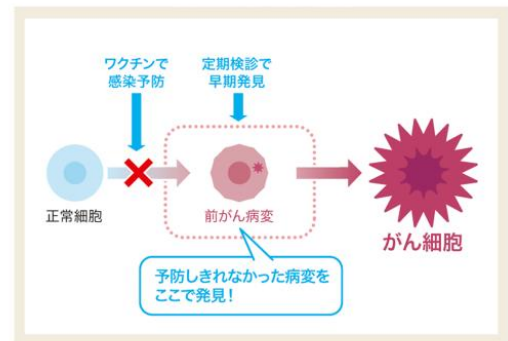 ワクチンで
感染予防
定期検診で
早期発見
正常細胞
前がん病変
がん細胞
予防しきれなかった病変を
ここで発見!